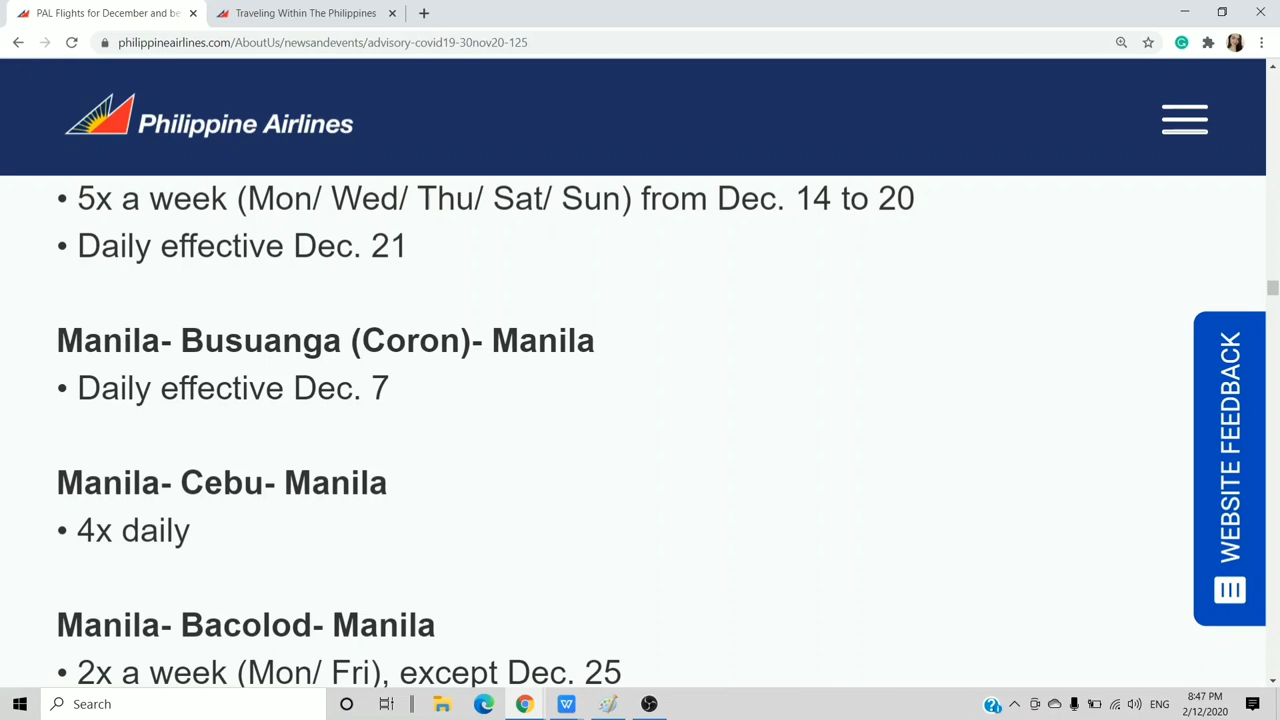 PAL Flights for December and be
Traveling Within The Philippines
philippineairlines.com/AboutUs/newsandevents/advisory-covid19-30nov20-125
Philippine Airlines
• 5x a week (Mon/ Wed/ Thu/ Sat/ Sun) from Dec. 14 to 20
• Daily effective Dec. 21
Manila- Busuanga (Coron)- Manila
• Daily effective Dec. 7
Manila- Cebu- Manila
• 4x daily
Manila- Bacolod- Manila
• 2x a week (Mon/ Fri), except Dec. 25
WEBSITE FEEDBACK
Search
ENG
8:47 PM
2/12/2020